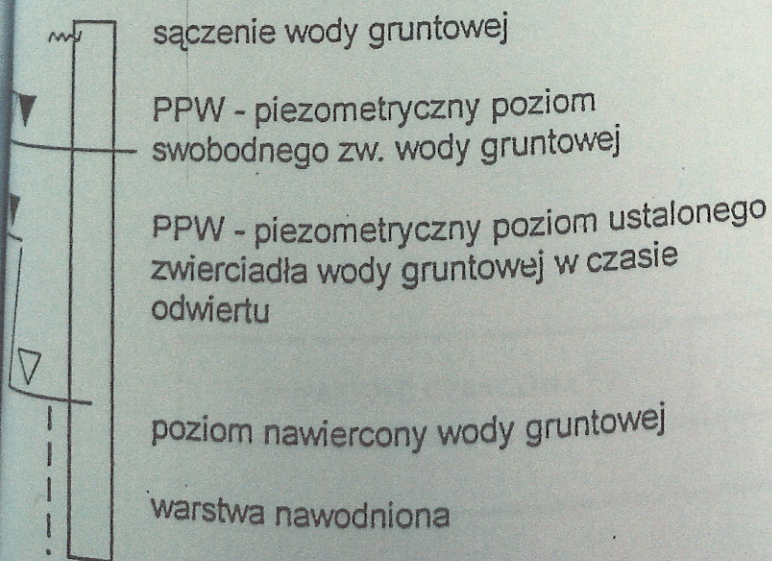 sączenie wody gruntowej
PPW - piezometryczny poziom
swobodnego zw. wody gruntowej
PPW - piezometryczny poziom ustalonego
zwierciadła wody gruntowej w czasie
odwiertu
poziom nawiercony wody gruntowej
warstwa nawodniona